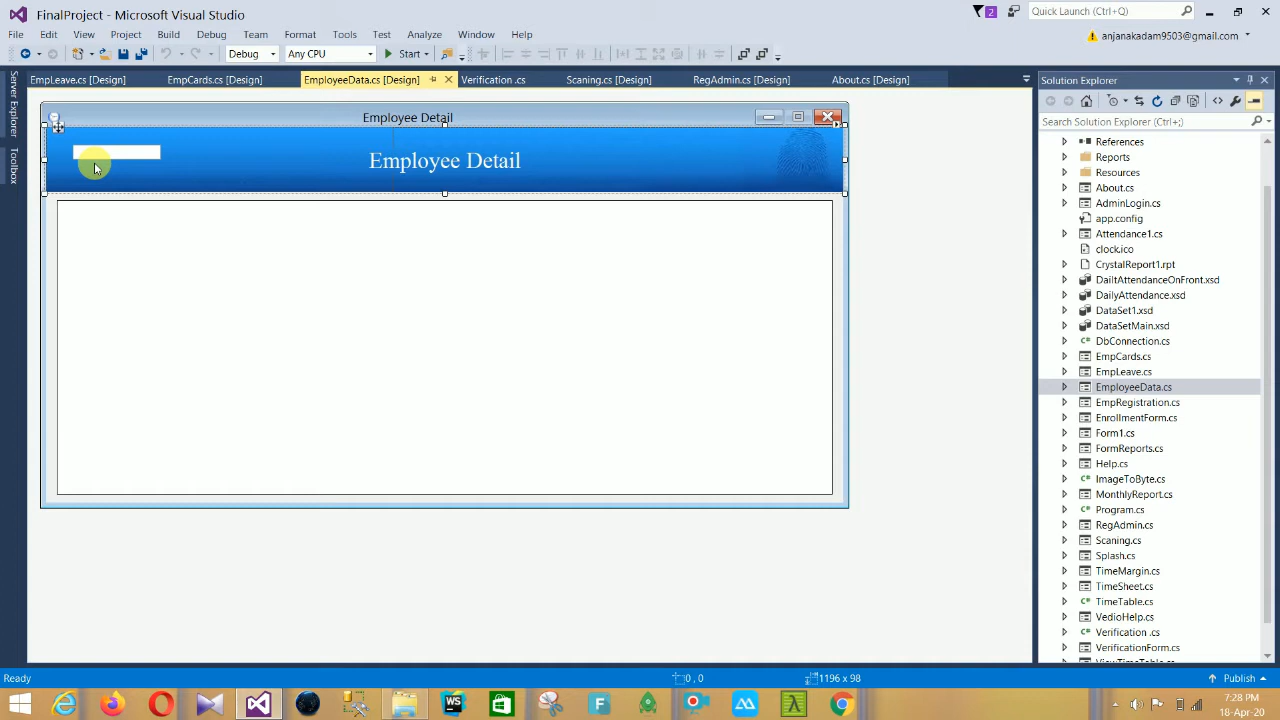 FinalProject - Microsoft Visual Studio
2
Quick Launch (Ctrl+Q)
File Edit View Project Build Debug Team Format Tools Test Analyze Window Help
anjanakadam9503@gmail.com
Debug Any CPU Start
EmpLeave.cs [Design] EmpCards.cs [Design] EmployeeData.cs [Design] Verification .cs Scaning.cs [Design] RegAdmin.cs [Design] About.cs [Design]
Server Explorer
Toolbox
Employee Detail
Employee Detail
Solution Explorer
Search Solution Explorer (Ctrl+;)
References
Reports
Resources
About.cs
AdminLogin.cs
app.config
Attendance1.cs
clock.ico
CrystalReport1.rpt
DailtAttendanceOnFront.xsd
DailyAttendance.xsd
DataSet1.xsd
DataSetMain.xsd
DbConnection.cs
EmpCards.cs
EmpLeave.cs
EmployeeData.cs
EmpRegistration.cs
EnrollmentForm.cs
Form1.cs
FormReports.cs
Help.cs
ImageToByte.cs
MonthlyReport.cs
Program.cs
RegAdmin.cs
Scaning.cs
Splash.cs
TimeMargin.cs
TimeSheet.cs
TimeTable.cs
VedioHelp.cs
Verification .cs
VerificationForm.cs
ViewTimeTable.cs
Ready
0 , 0
1196 x 98
Publish
WS
F
7:28 PM
18-Apr-20